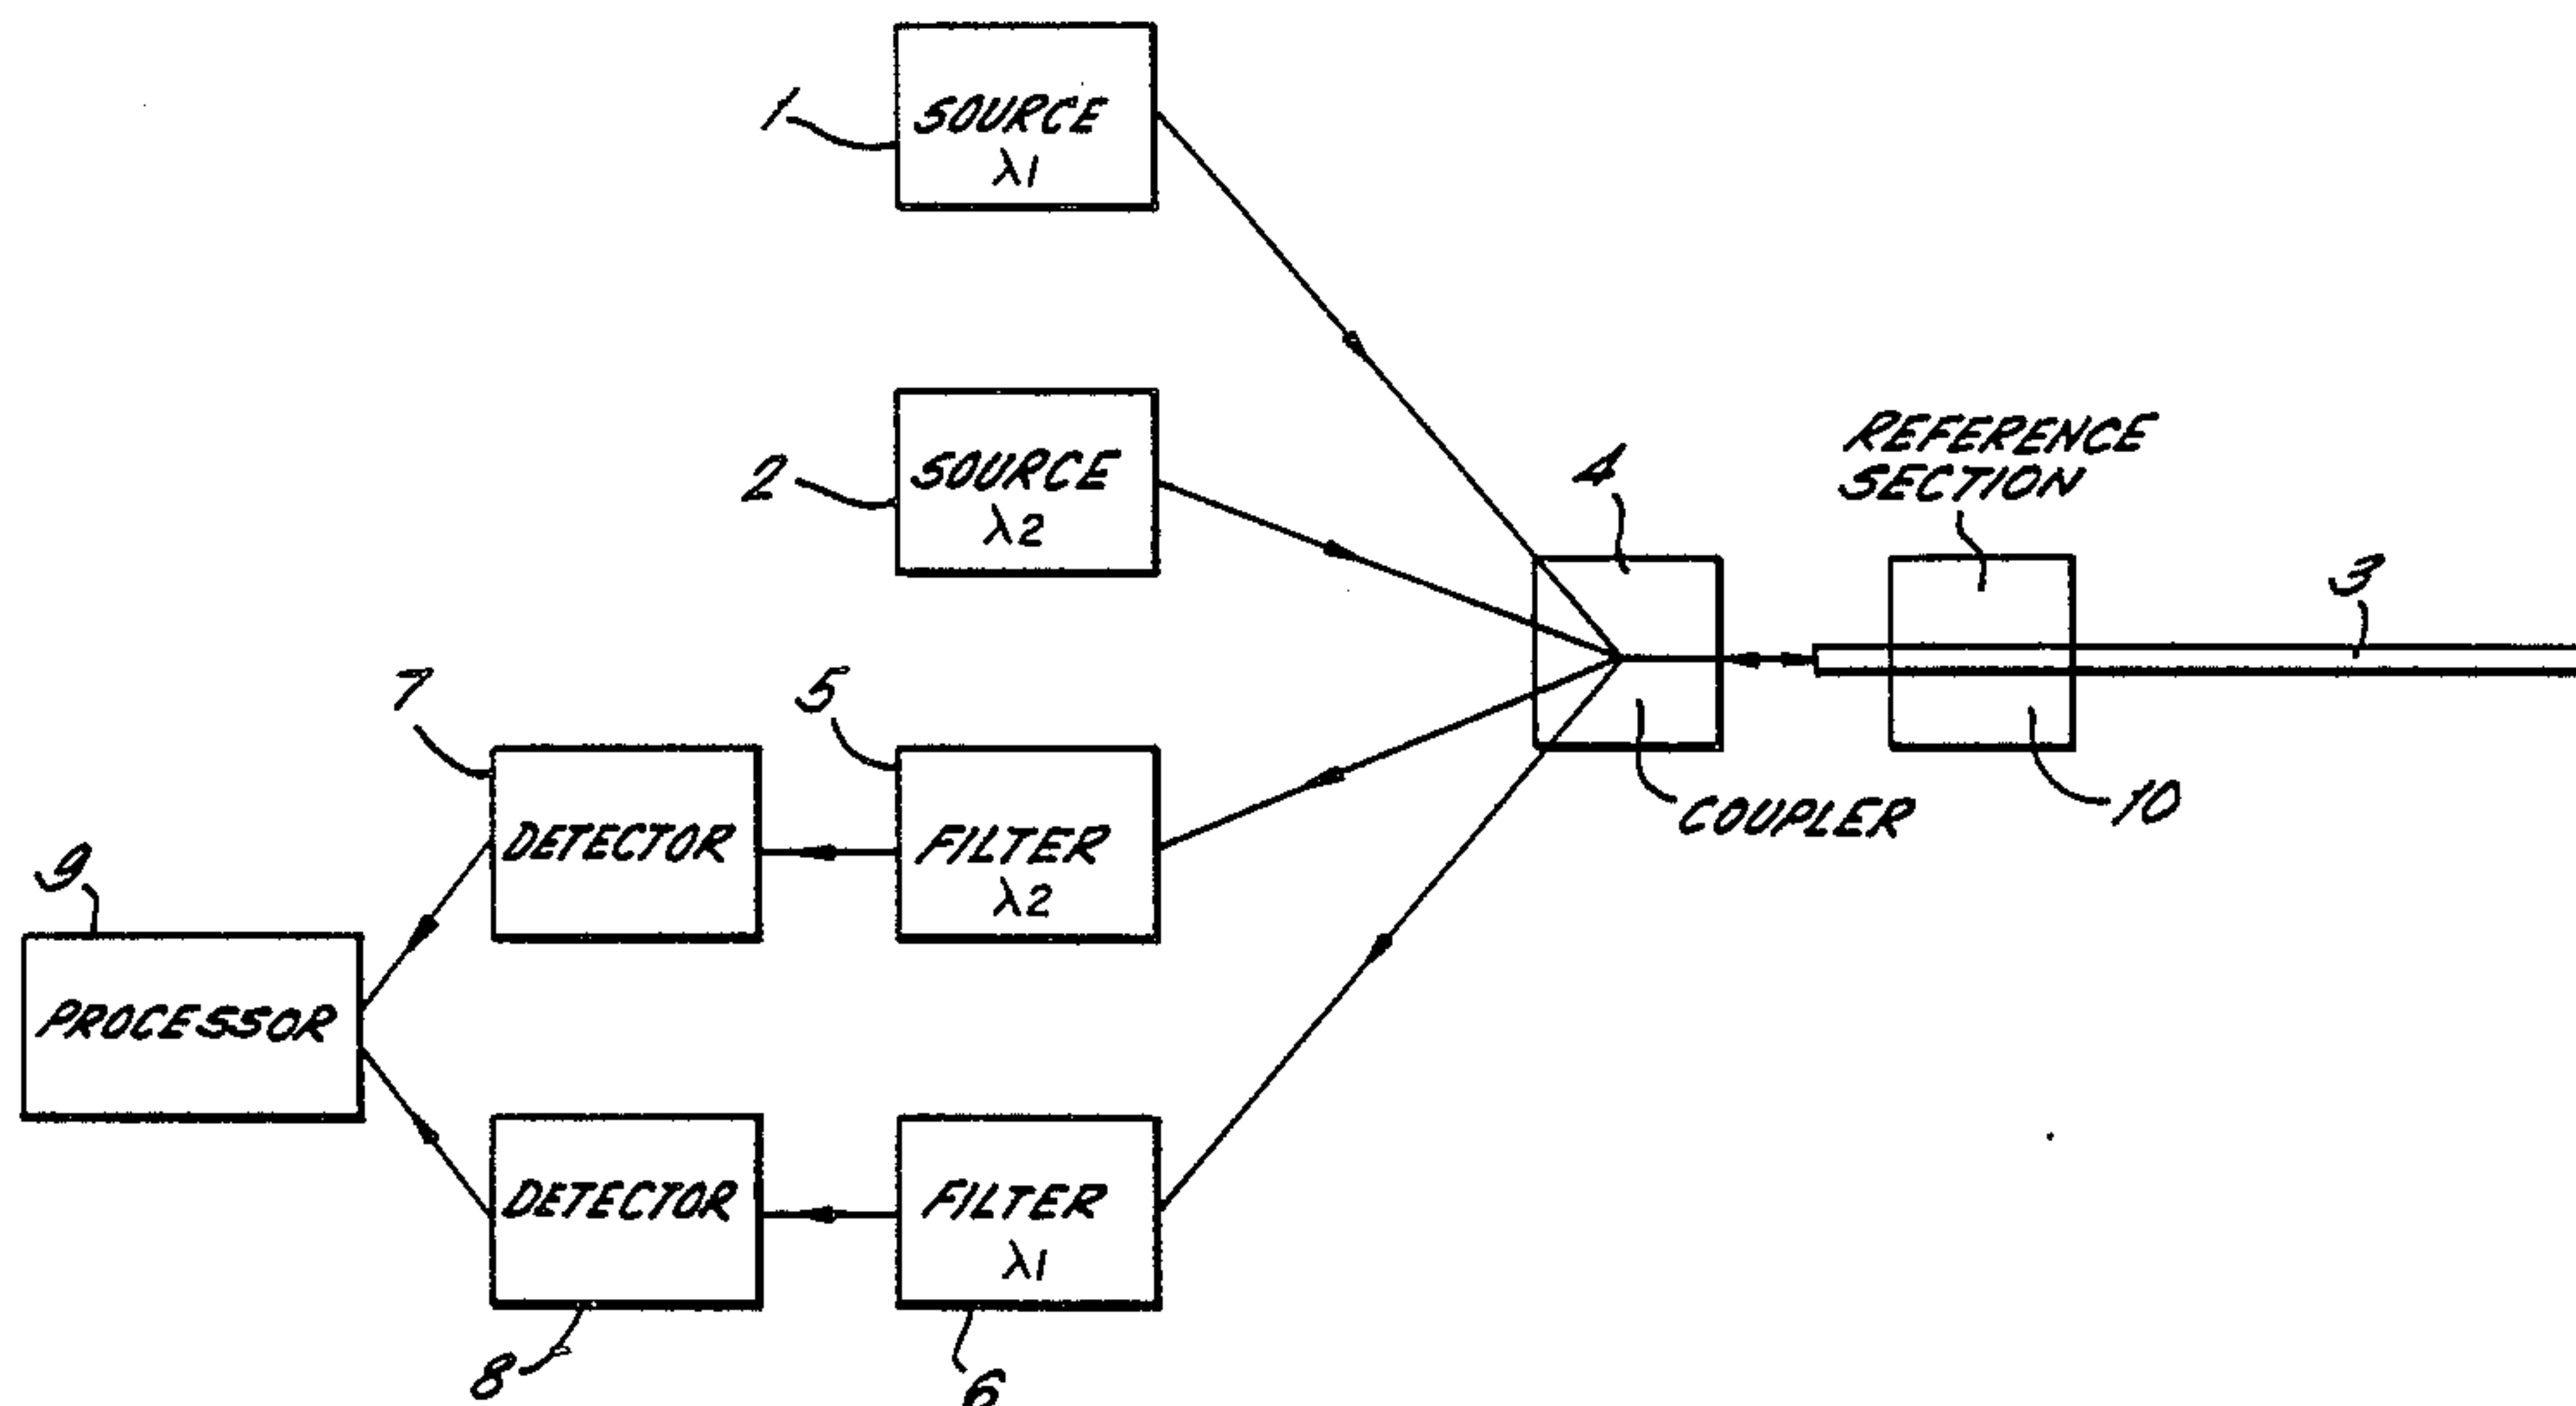 1
SOURCE
λ1
2
SOURCE
λ2
4
REFERENCE
SECTION
3
7
5
DETECTOR
FILTER
λ2
COUPLER
10
9
PROCESSOR
DETECTOR
FILTER
λ1
8
6